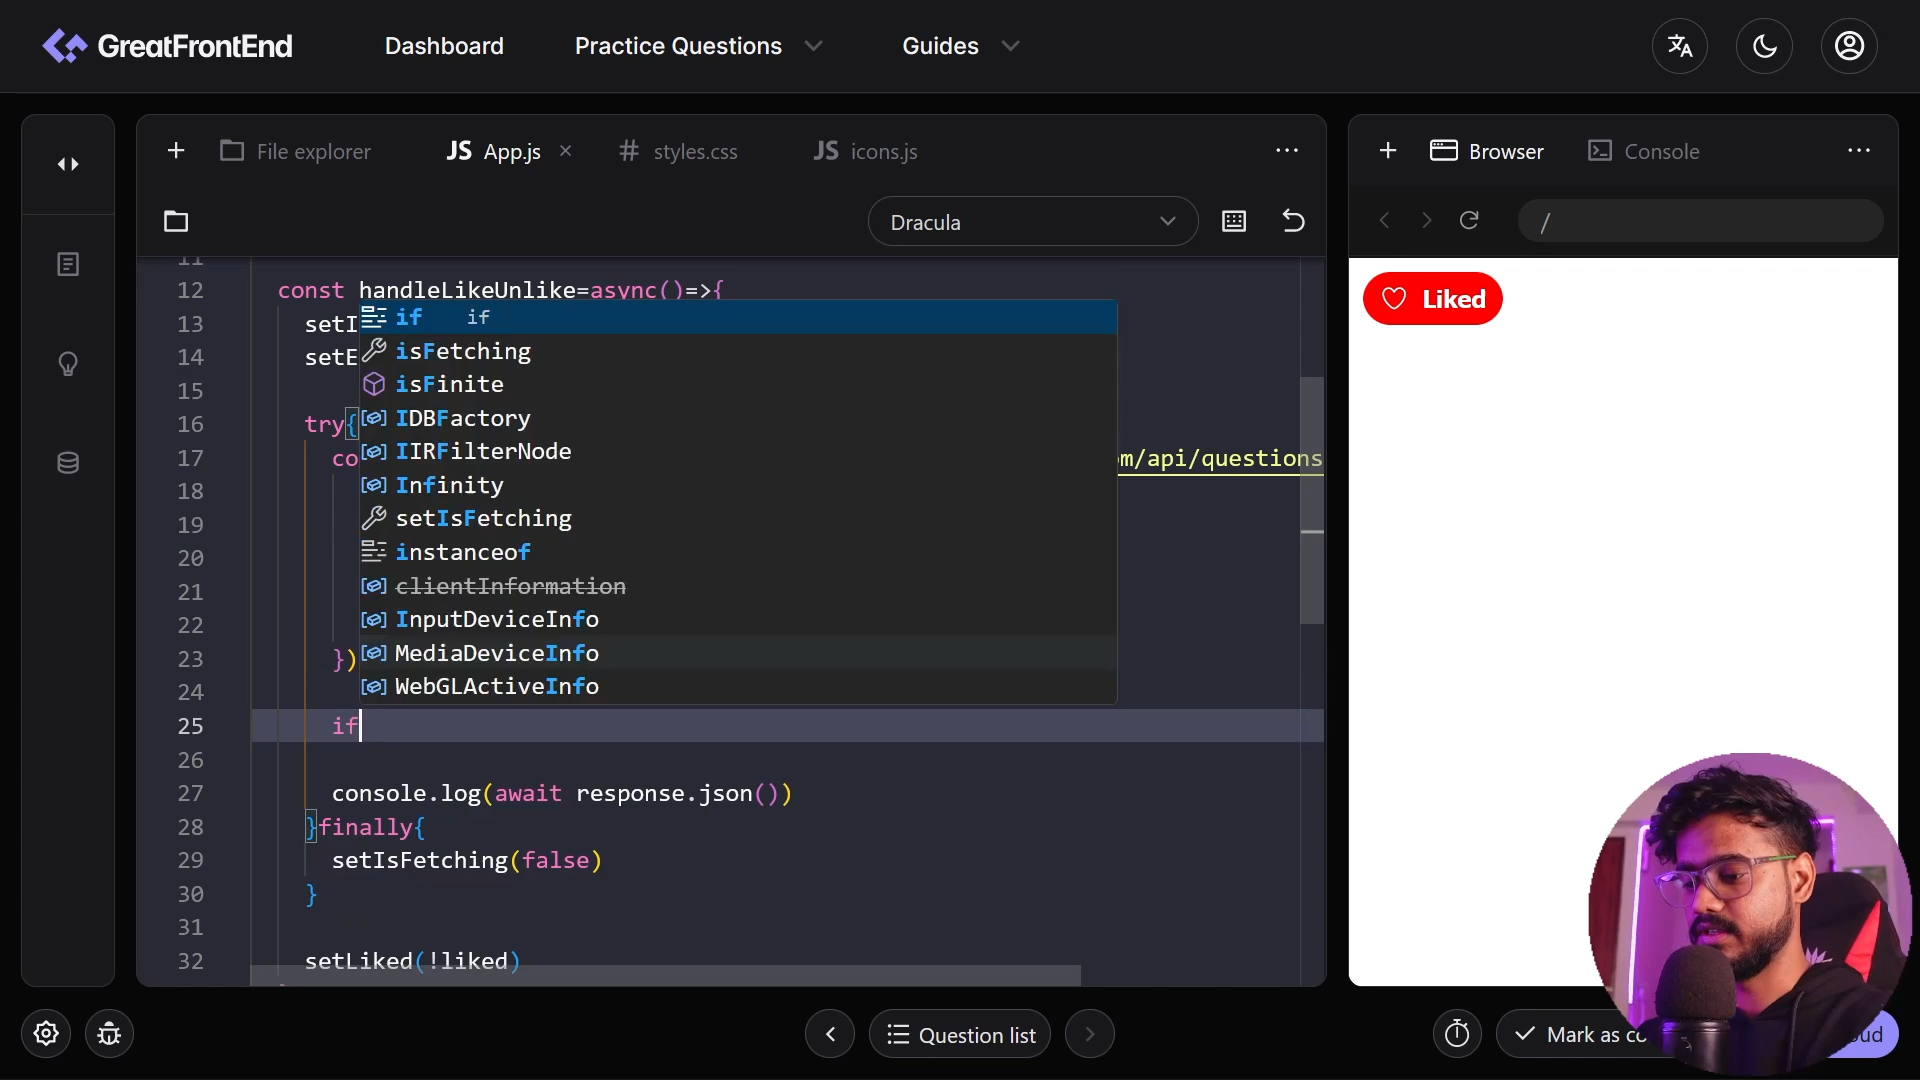 GreatFrontEnd
Dashboard
Practice Questions
Guides
File explorer
JS App.js
# styles.css
JS icons.js
Browser
Console
Dracula
/
11
12 const handleLikeUnlike=async()=>{
13 setI
14 setE
15
16 try{
17 co m/api/questions
18
19
20
21
22
23 })
24
25 if
26
27 console.log(await response.json())
28 }finally{
29 setIsFetching(false)
30 }
31
32 setLiked(!liked)
if if
isFetching
isFinite
IDBFactory
IIRFilterNode
Infinity
setIsFetching
instanceof
clientInformation
InputDeviceInfo
MediaDeviceInfo
WebGLActiveInfo
Liked
Question list
Mark as co
oud